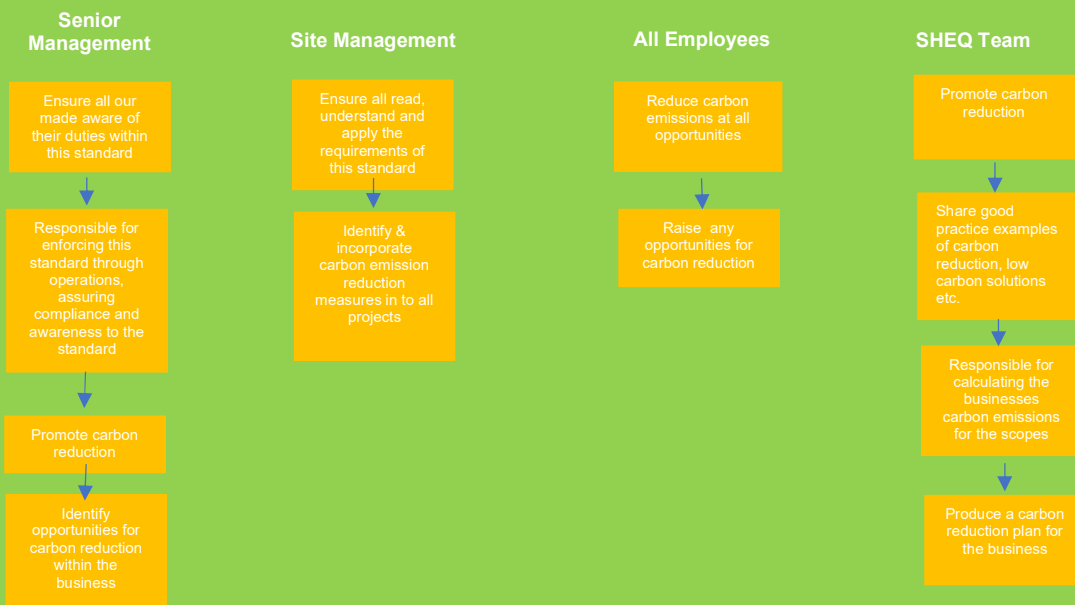 Senior
Management
Ensure all our
made aware of
their duties within
this standard
Responsible for
enforcing this
standard through
operations,
assuring
compliance and
awareness to the
standard
Promote carbon
reduction
Identify
opportunities for
carbon reduction
within the
business
Site Management
Ensure all read,
understand and
apply the
requirements of
this standard
Identify &
incorporate
carbon emission
reduction
measures in to all
projects
All Employees
Reduce carbon
emissions at all
opportunities
Raise any
opportunities for
carbon reduction
SHEQ Team
Promote carbon
reduction
Share good
practice examples
of carbon
reduction, low
carbon solutions
etc.
Responsible for
calculating the
businesses
carbon emissions
for the scopes
Produce a carbon
reduction plan for
the business